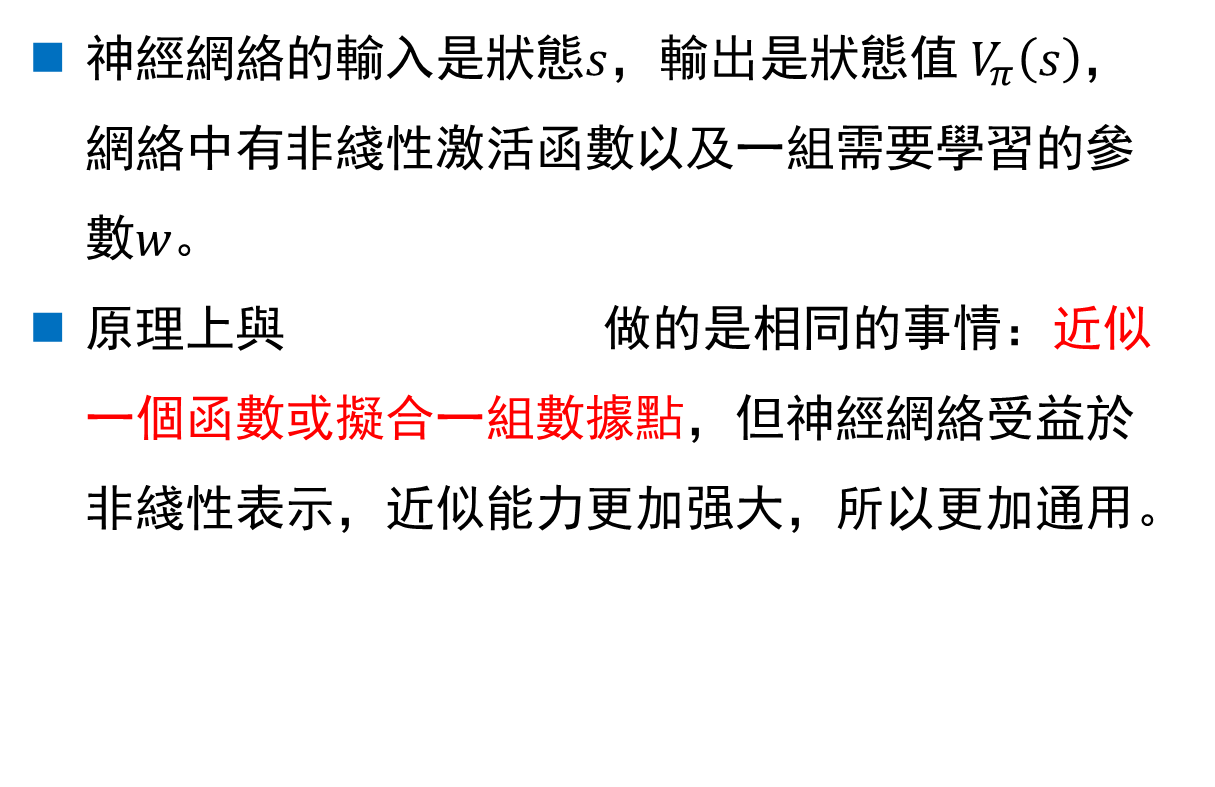 神經網絡的輸入是狀態s，輸出是狀態值 Vπ(s)，
網絡中有非綫性激活函數以及一組需要學習的參
數w。
原理上與 做的是相同的事情：近似
一個函數或擬合一組數據點，但神經網絡受益於
非綫性表示，近似能力更加强大，所以更加通用。